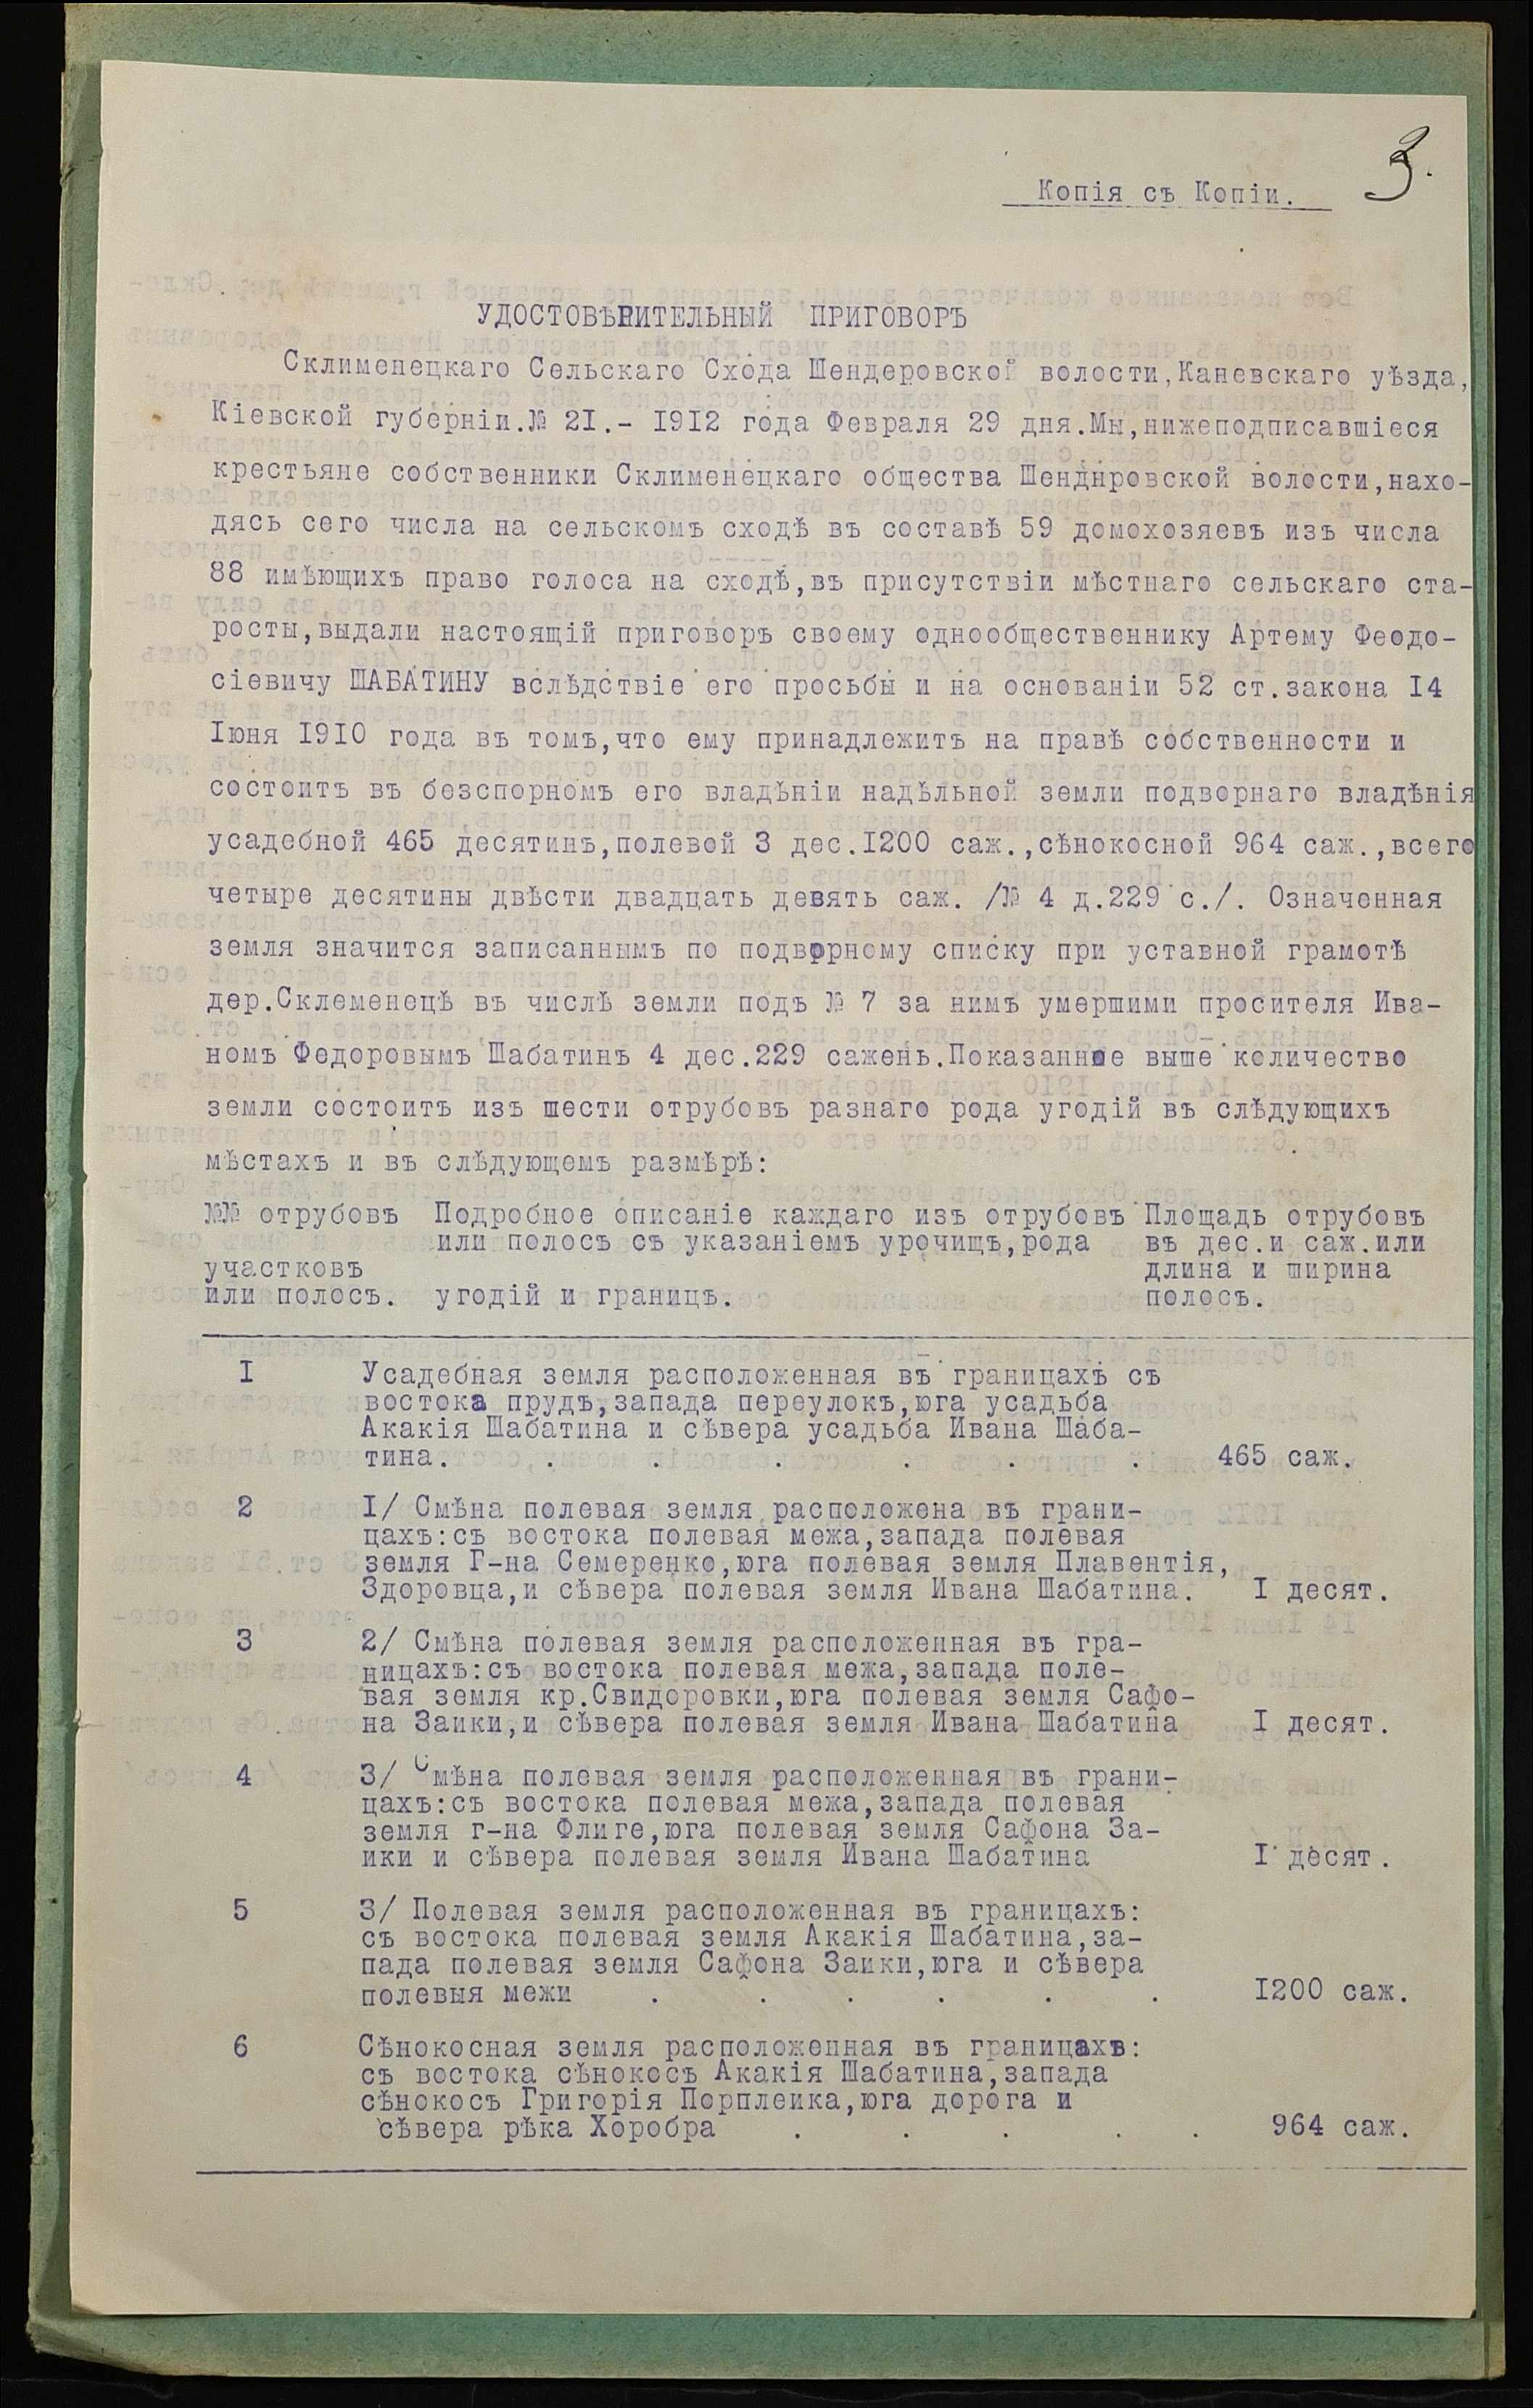 3.
Копія съ Копіи.
УДОСТОВѢРИТЕЛЬНЫЙ ПРИГОВОРЪ
Склименецкаго Сельскаго Схода Шендеровской волости,Каневскаго уѣзда,
Кіевской губерніи.№ 21.- 1912 года Февраля 29 дня.Мы,нижеподписавшіеся
крестьяне собственники Склименецкаго общества Шендировской волости,нахо-
дясь сего числа на сельскомъ сходѣ въ составѣ 59 домохозяевъ изъ числа
88 имѣющихъ право голоса на сходѣ,въ присутствіи мѣстнаго сельскаго ста-
росты,выдали настоящій приговоръ своему однообщественнику Артему Феодо-
сіевичу ШАБАТИНУ вслѣдствіе его просьбы и на основаніи 52 ст.закона 14
Іюня 1910 года въ томъ,что ему принадлежитъ на правѣ собственности и
состоитъ въ безспорномъ его владѣніи надѣльной земли подворнаго владѣнія
усадебной 465 десятинъ,полевой 3 дес.1200 саж.,сѣнокосной 964 саж.,всего
четыре десятины двѣсти двадцать девять саж. /№ 4 д.229 с./. Означенная
земля значится записаннымъ по подворному списку при уставной грамотѣ
дер.Склеменецѣ въ числѣ земли подъ № 7 за нимъ умершими просителя Ива-
номъ Федоровымъ Шабатинъ 4 дес.229 сажень.Показанное выше количество
земли состоитъ изъ шести отрубовъ разнаго рода угодій въ слѣдующихъ
мѣстахъ и въ слѣдующемъ размѣрѣ:
№№ отрубовъ Подробное описаніе каждаго изъ отрубовъ Площадь отрубовъ
или полосъ съ указаніемъ урочищъ,рода въ дес.и саж.или
участковъ длина и ширина
или полосъ. угодій и границъ. полосъ.
1 Усадебная земля расположенная въ границахъ съ
востока прудъ,запада переулокъ,юга усадьба
Акакія Шабатина и сѣвера усадьба Ивана Шаба-
тина. . . . . . . 465 саж.
2 1/ Смѣна полевая земля расположена въ грани-
цахъ:съ востока полевая межа,запада полевая
земля Г-на Семеренко,юга полевая земля Плавентія,
Здоровца,и сѣвера полевая земля Ивана Шабатина. 1 десят.
3 2/ Смѣна полевая земля расположенная въ гра-
ницахъ:съ востока полевая межа,запада поле-
вая земля кр.Свидоровки,юга полевая земля Сафо-
на Заики,и сѣвера полевая земля Ивана Шабатина 1 десят.
4 3/ Смѣна полевая земля расположенная въ грани-
цахъ:съ востока полевая межа,запада полевая
земля г-на Флиге,юга полевая земля Сафона За-
ики и сѣвера полевая земля Ивана Шабатина 1 десят.
5 3/ Полевая земля расположенная въ границахъ:
съ востока полевая земля Акакія Шабатина,за-
пада полевая земля Сафона Заики,юга и сѣвера
полевыя межи . . . . . . 1200 саж.
6 Сѣнокосная земля расположенная въ границахъ:
съ востока сѣнокосъ Акакія Шабатина,запада
сѣнокосъ Григорія Перплеика,юга дорога и
сѣвера рѣка Хоробра . . . . . 964 саж.